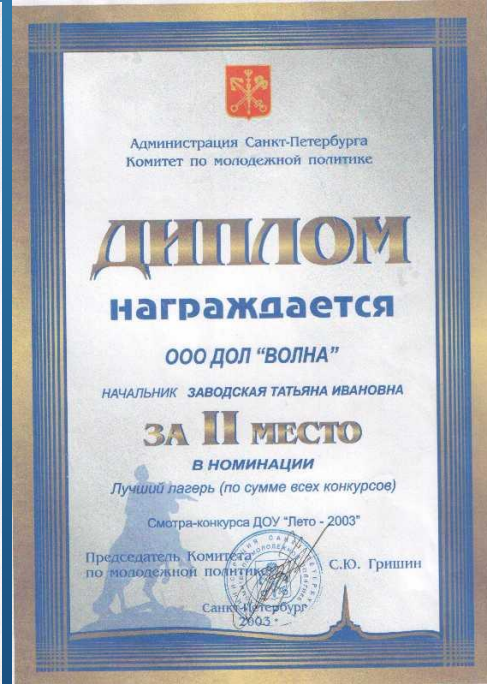 Администрация Санкт-Петербурга
Комитет по молодежной политике
ДИПЛОМ
награждается
ООО ДОЛ "ВОЛНА"
НАЧАЛЬНИК ЗАВОДСКАЯ ТАТЬЯНА ИВАНОВНА
ЗА II МЕСТО
В НОМИНАЦИИ
Лучший лагерь (по сумме всех конкурсов)
Смотра-конкурса ДОУ "Лето - 2003"
Председатель Комитета
по молодежной политике
С.Ю. Гришин
Санкт-Петербург
2003